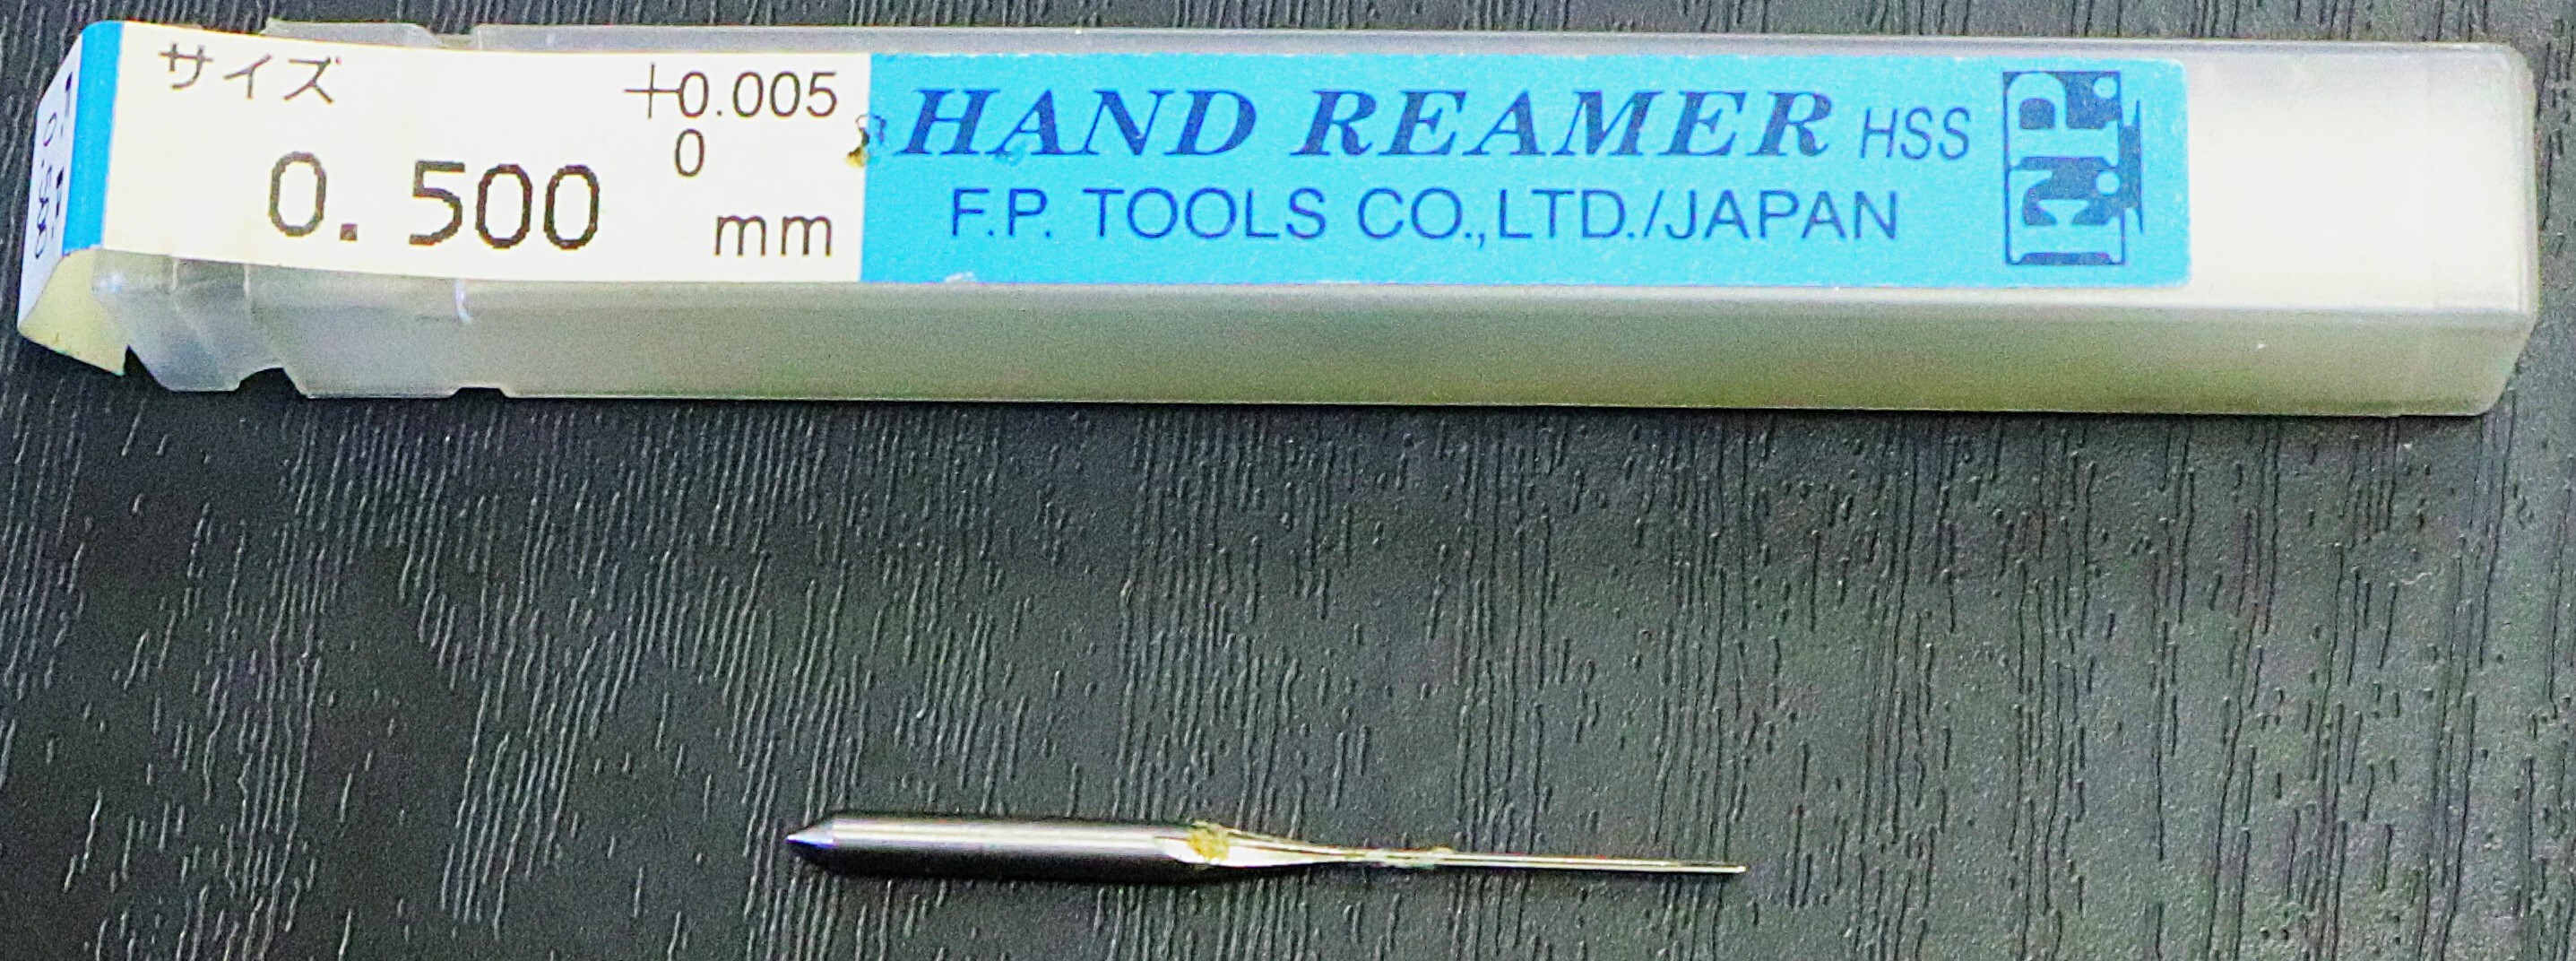 サイズ
+0.005
0
0.500 mm
HAND REAMER HSS
F.P. TOOLS CO.,LTD./JAPAN
F.P.